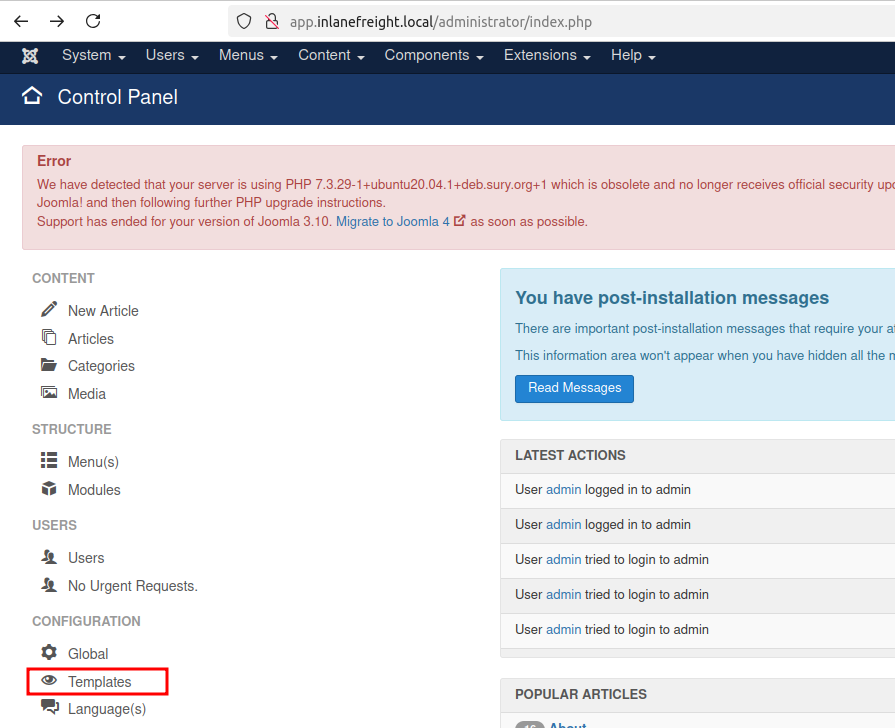 app.inlanefreight.local/administrator/index.php
System Users Menus Content Components Extensions Help
Control Panel
Error
We have detected that your server is using PHP 7.3.29-1+ubuntu20.04.1+deb.sury.org+1 which is obsolete and no longer receives official security
Joomla! and then following further PHP upgrade instructions.
Support has ended for your version of Joomla 3.10. Migrate to Joomla 4 as soon as possible.
CONTENT
New Article
Articles
Categories
Media
STRUCTURE
Menu(s)
Modules
USERS
Users
No Urgent Requests.
CONFIGURATION
Global
Templates
Language(s)
You have post-installation messages
There are important post-installation messages that require your
This information area won't appear when you have hidden all the
Read Messages
LATEST ACTIONS
User admin logged in to admin
User admin logged in to admin
User admin tried to login to admin
User admin tried to login to admin
User admin tried to login to admin
POPULAR ARTICLES
About